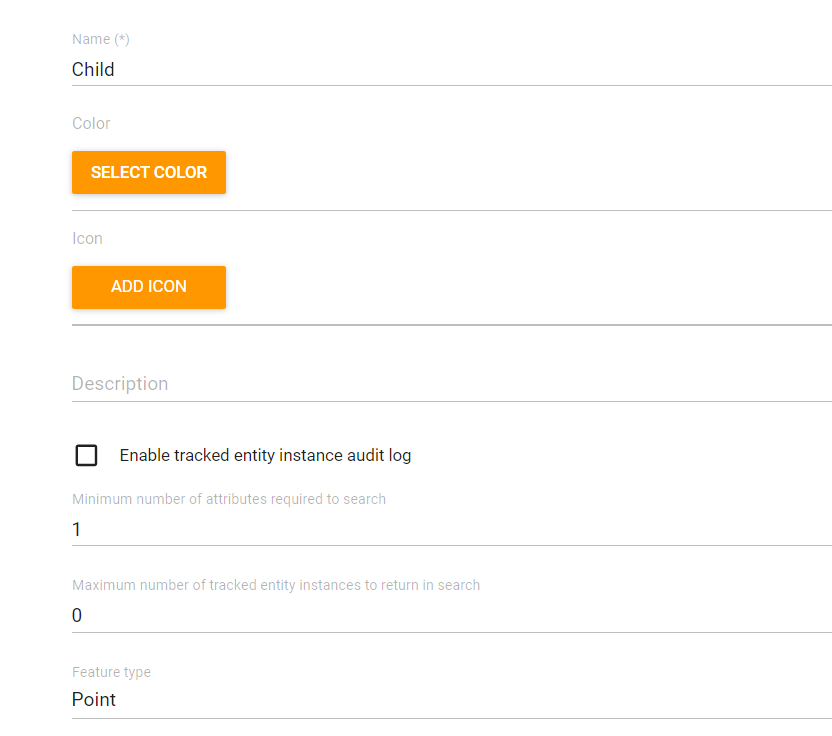 Name (*)
Child
Color
SELECT COLOR
Icon
ADD ICON
Description
Enable tracked entity instance audit log
Minimum number of attributes required to search
1
Maximum number of tracked entity instances to return in search
0
Feature type
Point